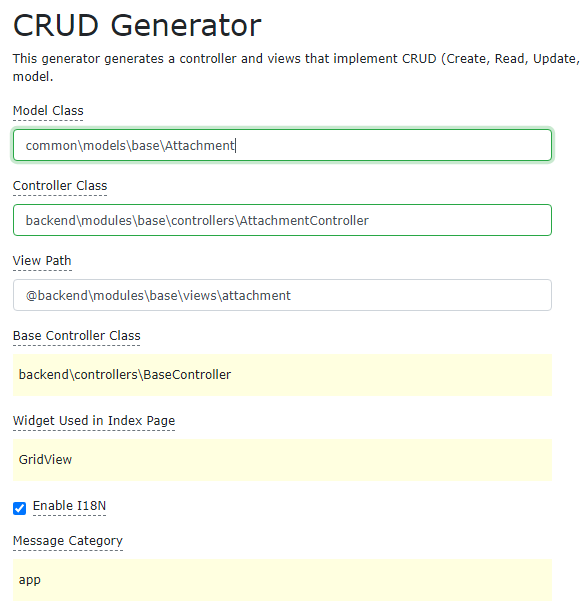 CRUD Generator
This generator generates a controller and views that implement CRUD (Create, Read, Update,
model.
Model Class
common\models\base\Attachment
Controller Class
backend\modules\base\controllers\AttachmentController
View Path
@backend\modules\base\views\attachment
Base Controller Class
backend\controllers\BaseController
Widget Used in Index Page
GridView
Enable I18N
Message Category
app